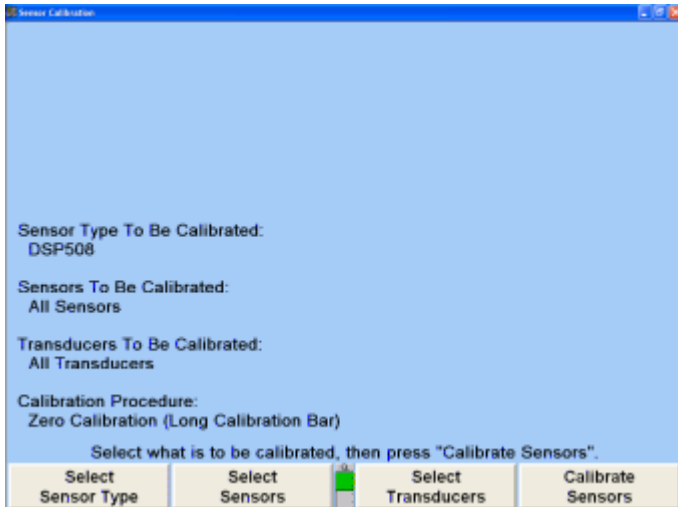 Sensor Calibration
Sensor Type To Be Calibrated:
DSP508
Sensors To Be Calibrated:
All Sensors
Transducers To Be Calibrated:
All Transducers
Calibration Procedure:
Zero Calibration (Long Calibration Bar)
Select what is to be calibrated, then press "Calibrate Sensors".
Select
Sensor Type
Select
Sensors
Select
Transducers
Calibrate
Sensors